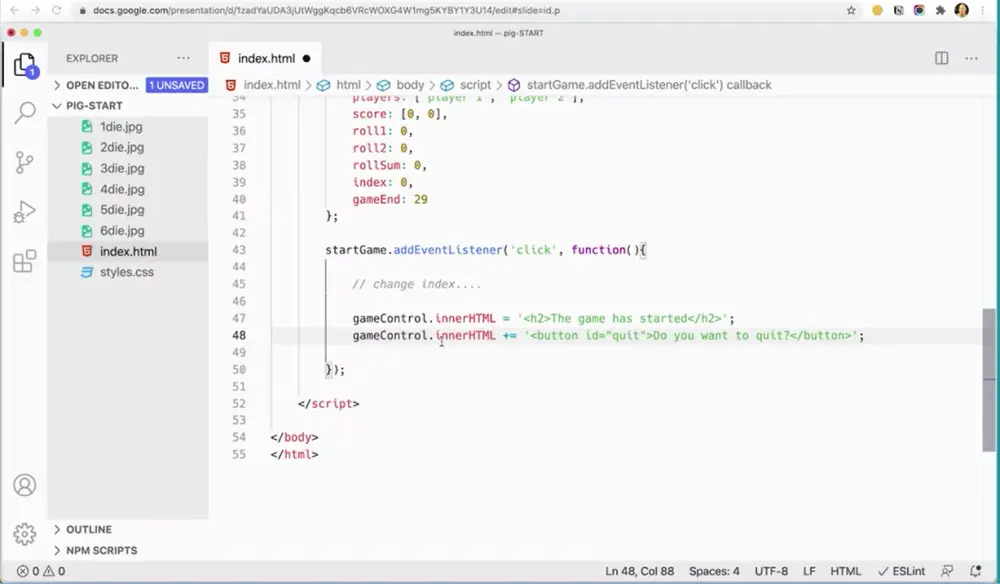 docs.google.com/presentation/d/1zadYaUDA3jUtWggKqcb6VRcWOXG4W1mg5KYBY1Y3U14/edit#slide=id.p
index.html — pig-START
EXPLORER
index.html
OPEN EDITO... 1 UNSAVED
index.html > html > body > script > startGame.addEventListener('click') callback
PIG-START
1die.jpg
2die.jpg
3die.jpg
4die.jpg
5die.jpg
6die.jpg
index.html
styles.css
OUTLINE
NPM SCRIPTS
34 players: ['player 1', 'player 2'],
35 score: [0, 0],
36 roll1: 0,
37 roll2: 0,
38 rollSum: 0,
39 index: 0,
40 gameEnd: 29
41 };
42
43 startGame.addEventListener('click', function(){
44
45 // change index....
46
47 gameControl.innerHTML = '<h2>The game has started</h2>';
48 gameControl.innerHTML += '<button id="quit">Do you want to quit?</button>';
49
50 });
51
52 </script>
53
54 </body>
55 </html>
0 0 Ln 48, Col 88 Spaces: 4 UTF-8 LF HTML ESLint